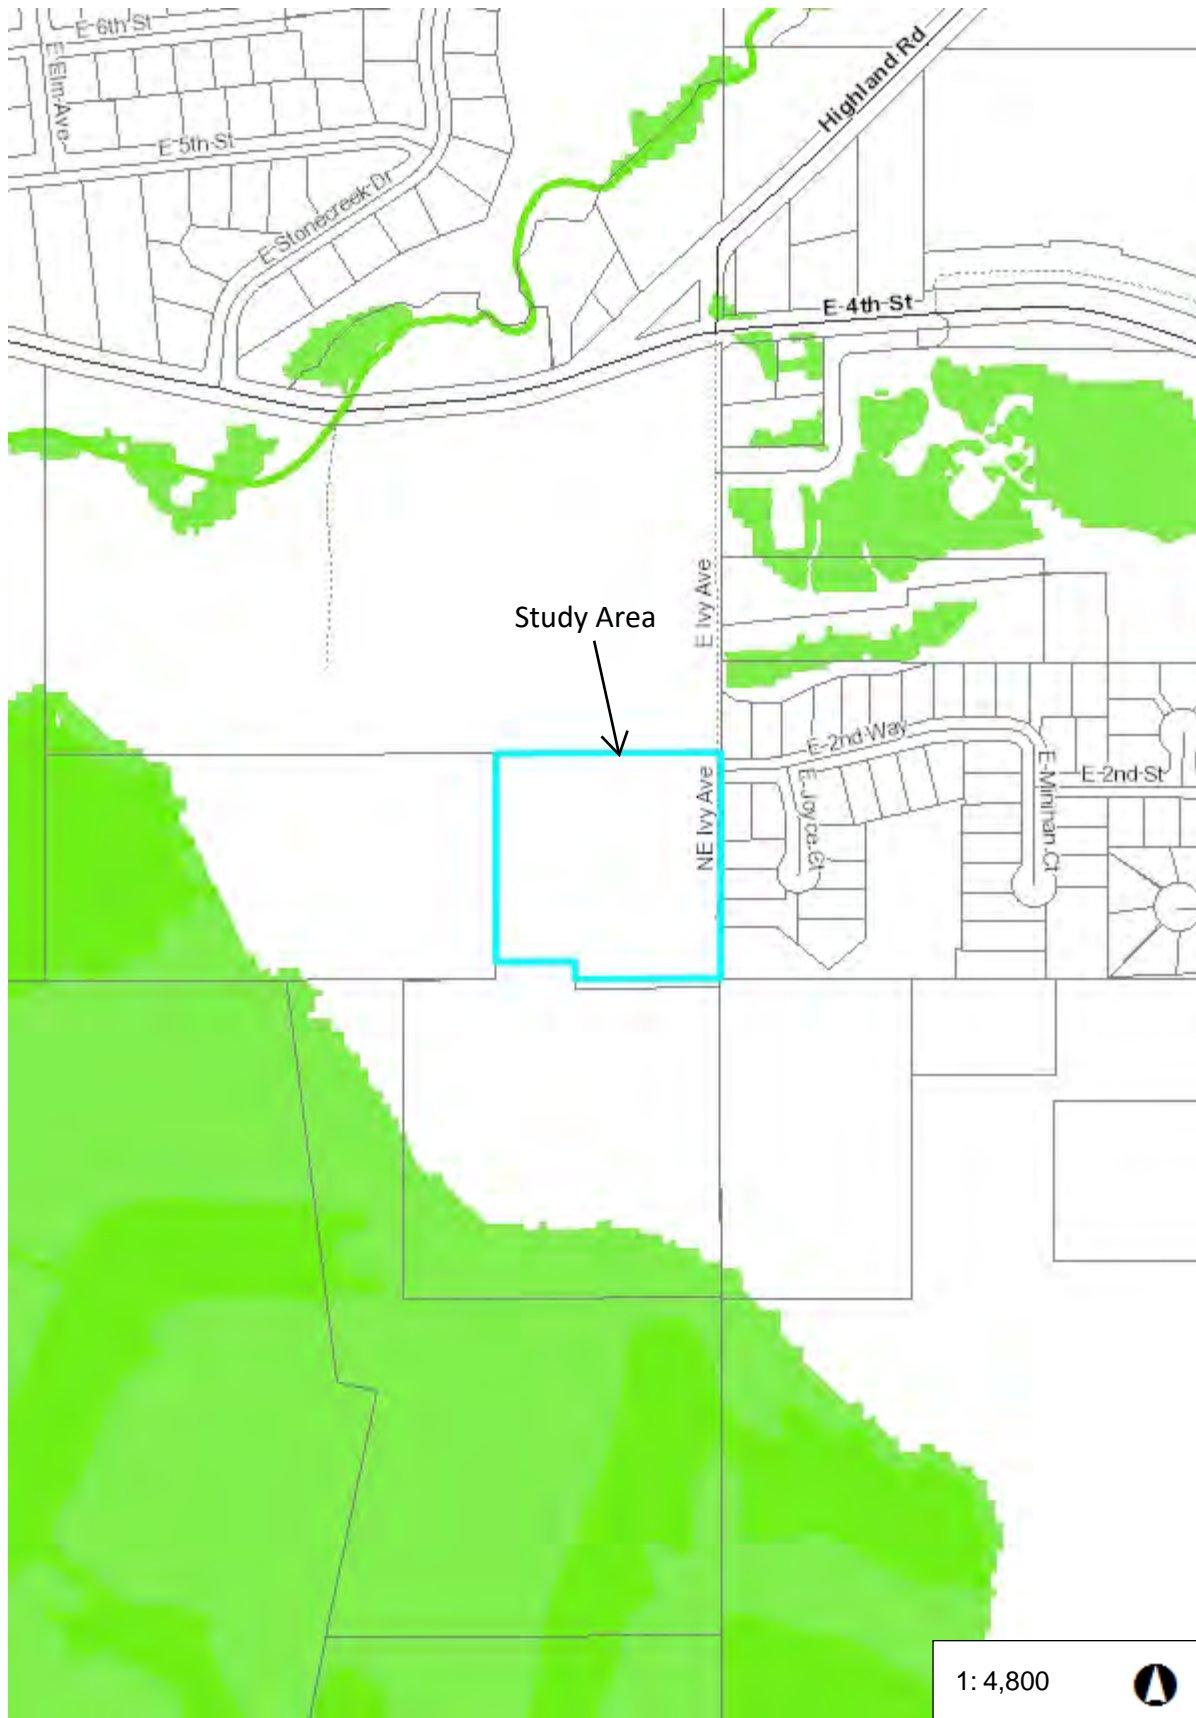 E 6th St
E Elm Ave
Highland Rd
E 5th St
E Stonecreek Dr
E 4th St
E Ivy Ave
Study Area
E 2nd Way
E 2nd St
NE Ivy Ave
E Joyce Ct
E Minihan Ct
1: 4,800